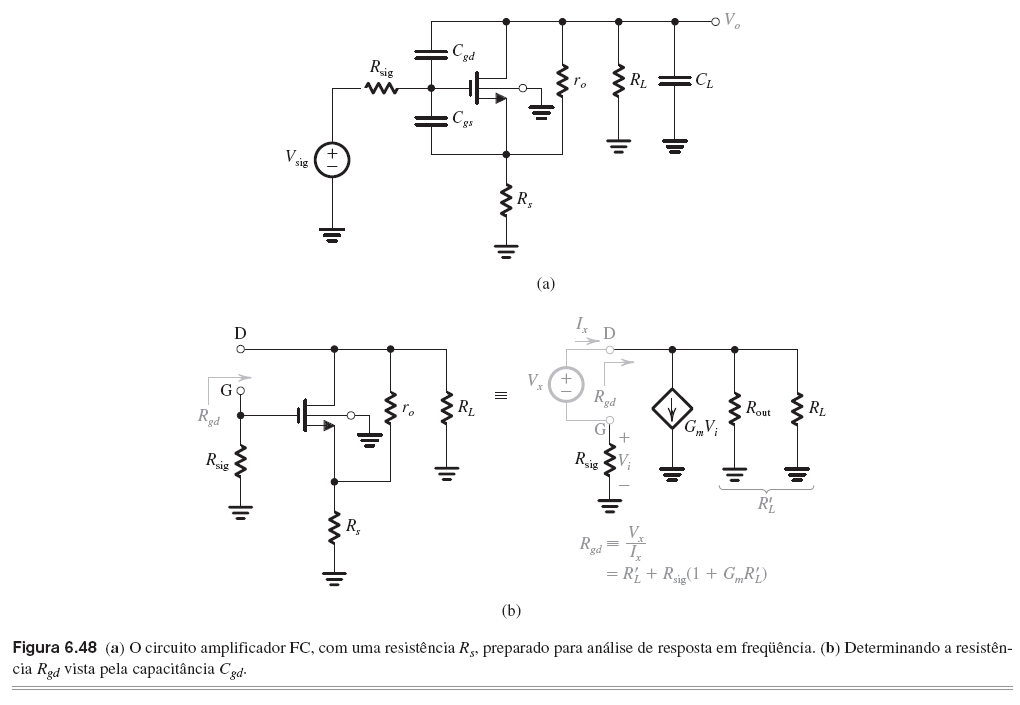 V_o
C_gd
R_sig
r_o
R_L
C_L
C_gs
V_sig
+
−
R_s
(a)
D
G
R_gd
r_o
R_L
R_sig
R_s
≡
I_x
D
V_x
+
−
R_gd
G
+
R_sig
V_i
−
G_mV_i
R_out
R_L
R'_L
R_gd ≡ V_x/I_x
= R'_L + R_sig(1 + G_mR'_L)
(b)
Figura 6.48 (a) O circuito amplificador FC, com uma resistência R_s, preparado para análise de resposta em freqüência. (b) Determinando a resistên-
cia R_gd vista pela capacitância C_gd.